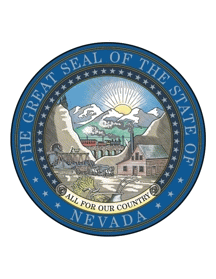 THE GREAT SEAL OF THE STATE OF
NEVADA
ALL FOR OUR COUNTRY